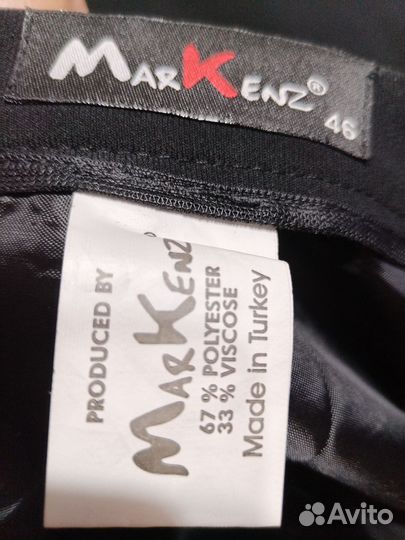 MARKENZ®
46
PRODUCED BY
MARKENZ®
67 % POLYESTER
33 % VISCOSE
Made in Turkey
Avito